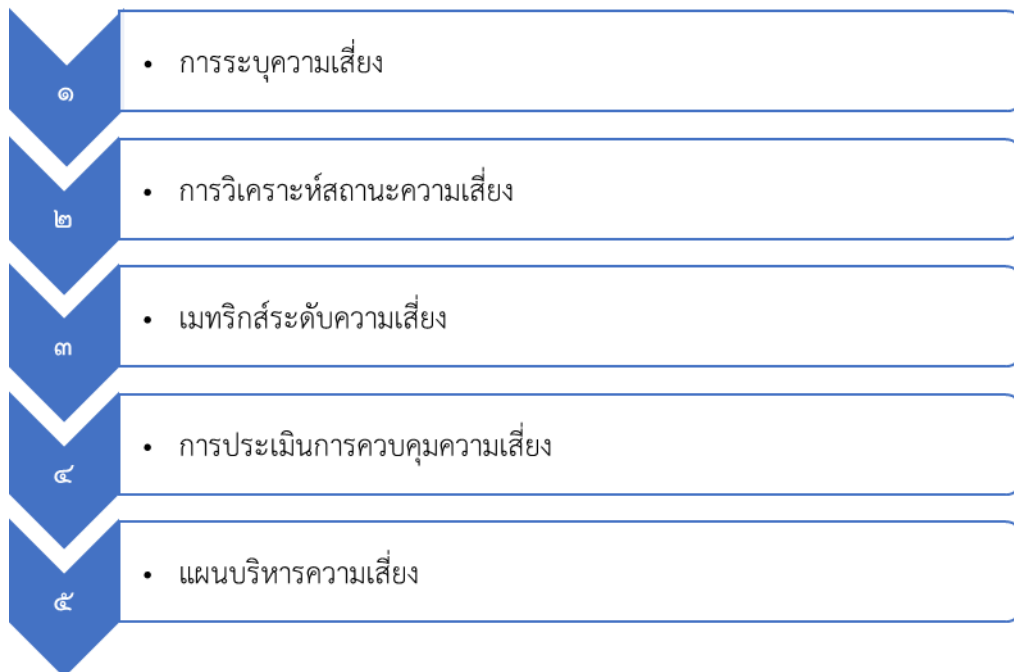 ๑
• การระบุความเสี่ยง
๒
• การวิเคราะห์สถานะความเสี่ยง
๓
• เมทริกส์ระดับความเสี่ยง
๔
• การประเมินการควบคุมความเสี่ยง
๕
• แผนบริหารความเสี่ยง